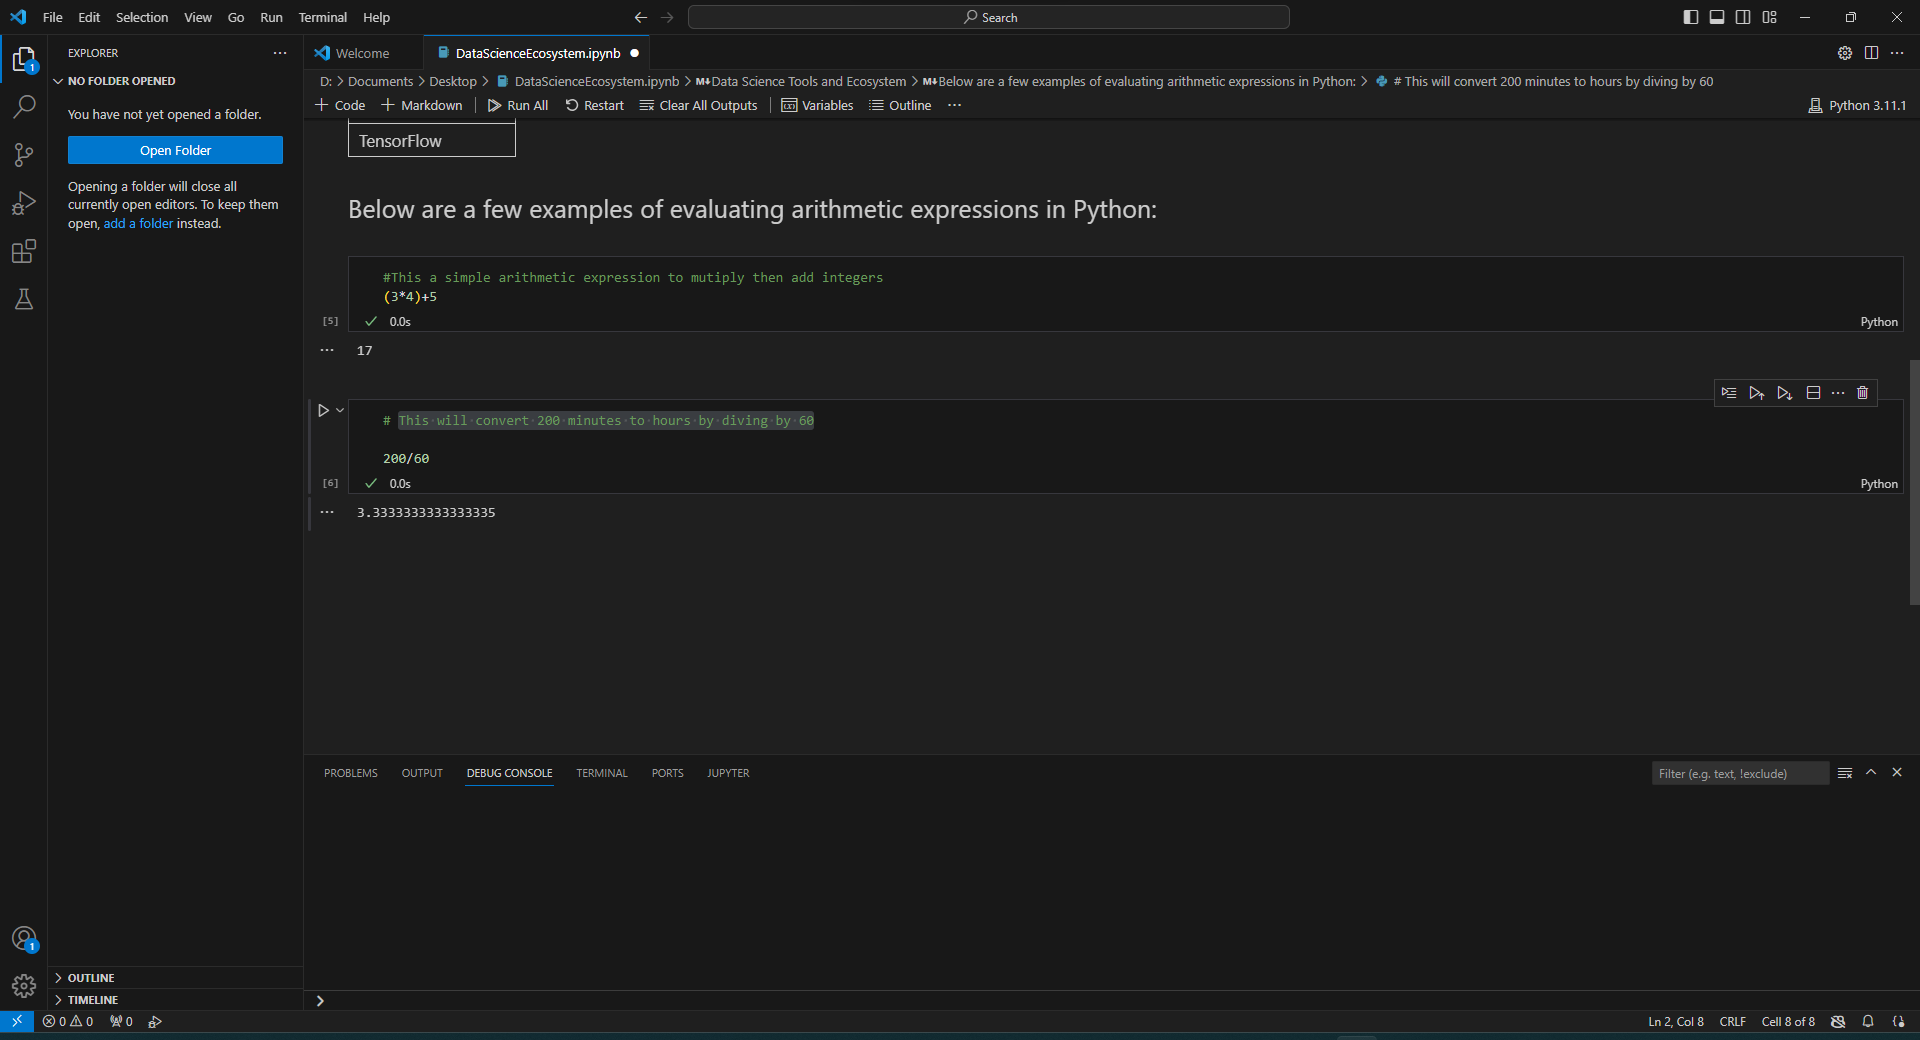 File Edit Selection View Go Run Terminal Help Search
EXPLORER
Welcome DataScienceEcosystem.ipynb
NO FOLDER OPENED
D: > Documents > Desktop > DataScienceEcosystem.ipynb > M↓Data Science Tools and Ecosystem > M↓Below are a few examples of evaluating arithmetic expressions in Python: > # This will convert 200 minutes to hours by diving by 60
Code Markdown Run All Restart Clear All Outputs Variables Outline ... Python 3.11.1
You have not yet opened a folder.
Open Folder
Opening a folder will close all
currently open editors. To keep them
open, add a folder instead.
TensorFlow
Below are a few examples of evaluating arithmetic expressions in Python:
#This a simple arithmetic expression to mutiply then add integers
(3*4)+5
[5] 0.0s Python
17
# This will convert 200 minutes to hours by diving by 60
200/60
[6] 0.0s Python
3.3333333333333335
PROBLEMS OUTPUT DEBUG CONSOLE TERMINAL PORTS JUPYTER Filter (e.g. text, !exclude)
1
1
OUTLINE
TIMELINE
0 0 0 Ln 2, Col 8 CRLF Cell 8 of 8